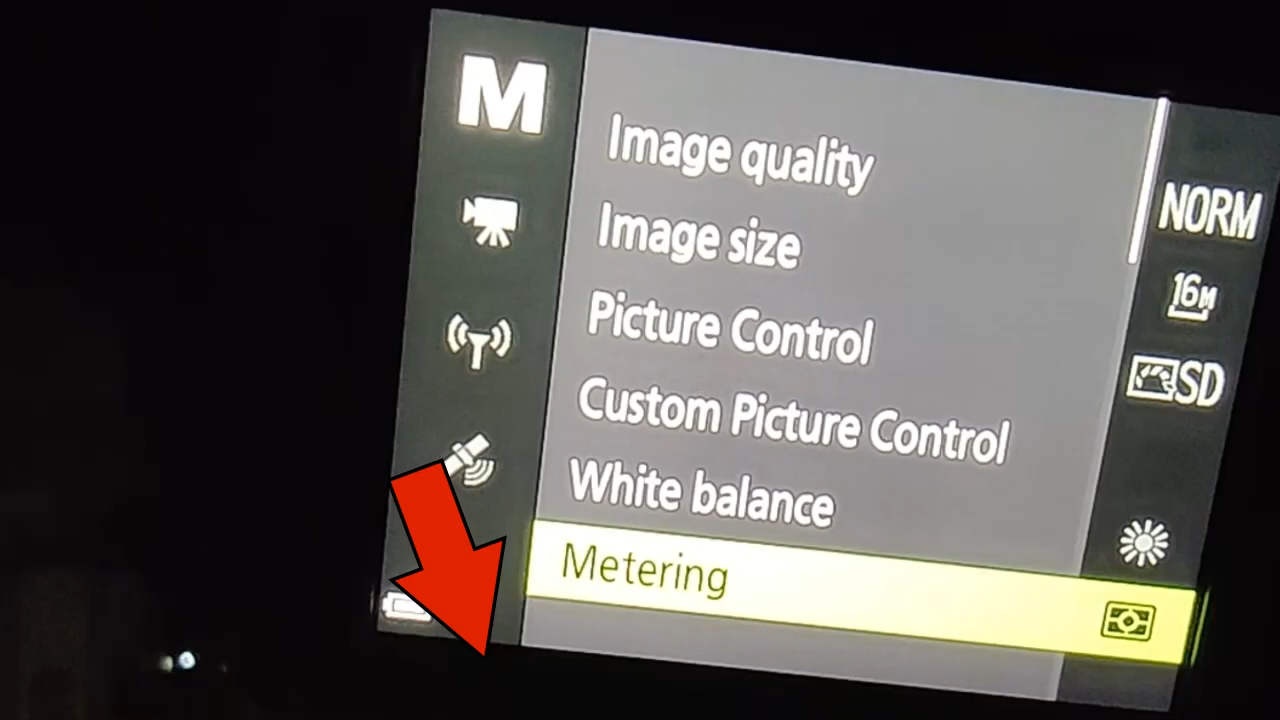 M
Image quality NORM
Image size 16M
Picture Control SD
Custom Picture Control
White balance
Metering